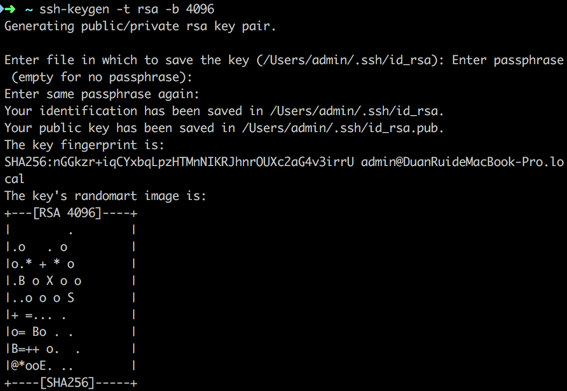 → ~ ssh-keygen -t rsa -b 4096
Generating public/private rsa key pair.
Enter file in which to save the key (/Users/admin/.ssh/id_rsa): Enter passphrase
 (empty for no passphrase):
Enter same passphrase again:
Your identification has been saved in /Users/admin/.ssh/id_rsa.
Your public key has been saved in /Users/admin/.ssh/id_rsa.pub.
The key fingerprint is:
SHA256:nGGkzr+iqCYxbqLpzHTMnNIKRJhnrOUXc2aG4v3irrU admin@DuanRuideMacBook-Pro.lo
cal
The key's randomart image is:
+---[RSA 4096]----+
|        .        |
|.o   . o         |
|o.* + * o        |
|.B o X o o       |
|..o o o S        |
|+ =... .         |
|o= Bo . .        |
|B=++ o.  .       |
|@*ooE. ..        |
+----[SHA256]-----+